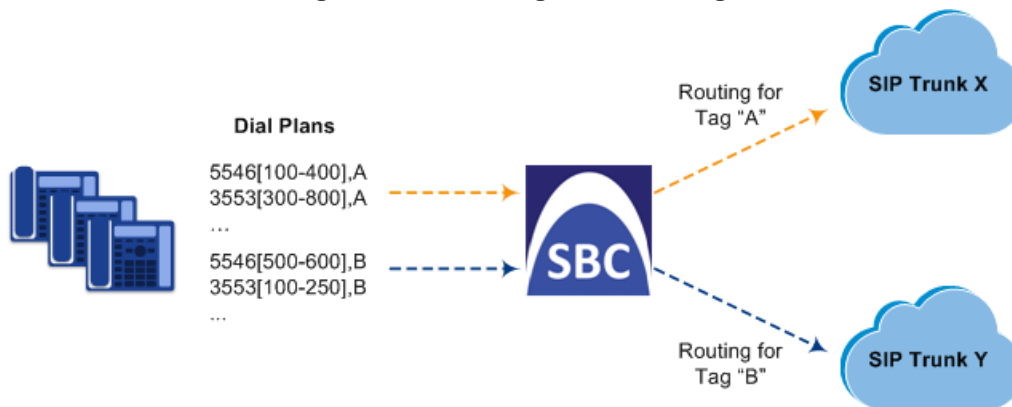 Dial Plans
5546[100-400],A
3553[300-800],A
...
5546[500-600],B
3553[100-250],B
...
SBC
Routing for
Tag “A”
SIP Trunk X
Routing for
Tag “B”
SIP Trunk Y